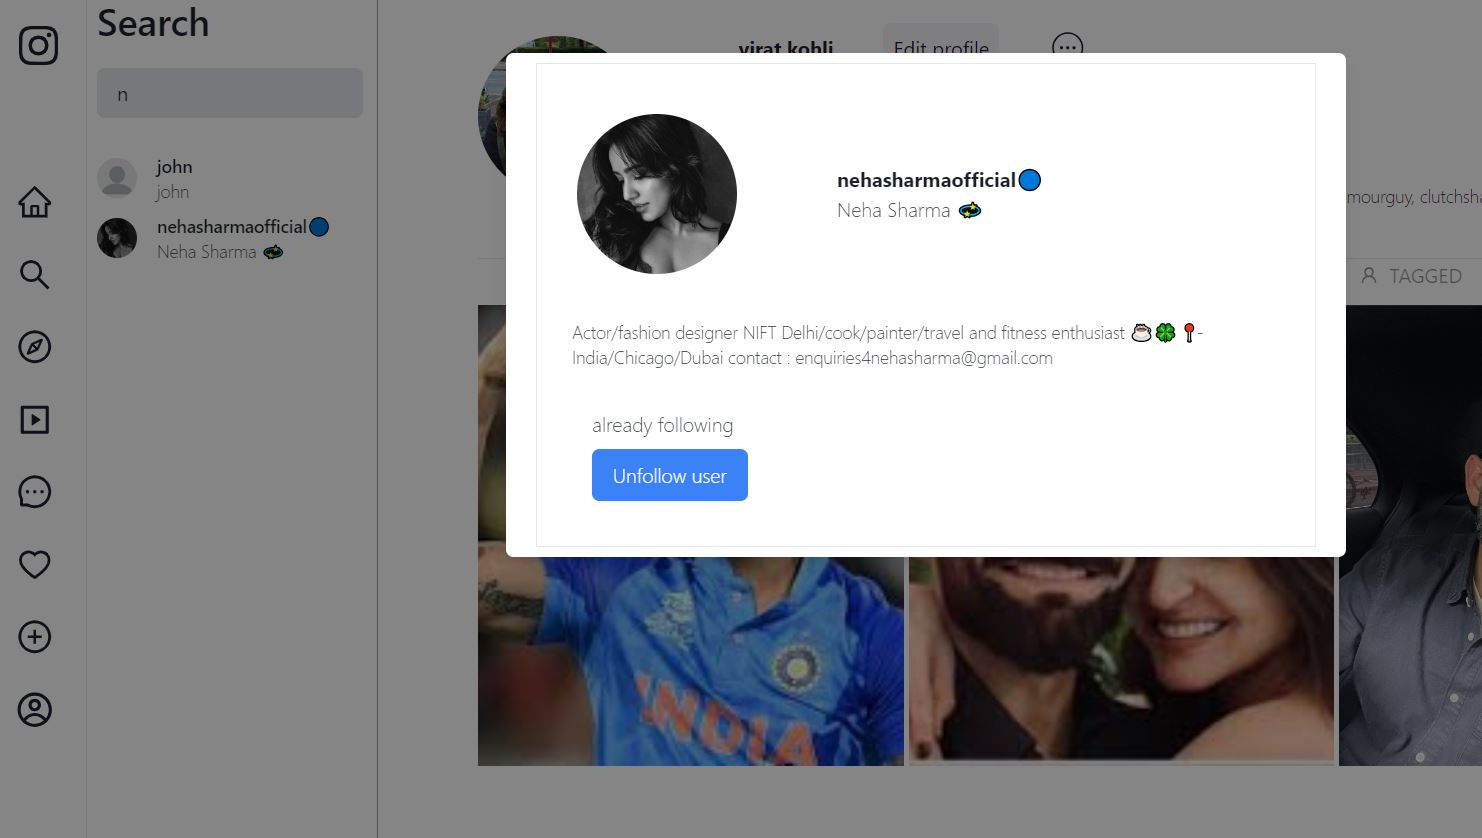 Search
n
john
john
nehasharmaofficial🔵
Neha Sharma 💫
virat kohli
Edit profile
mourguy, clutchsha
TAGGED
nehasharmaofficial🔵
Neha Sharma 💫
Actor/fashion designer NIFT Delhi/cook/painter/travel and fitness enthusiast ☕🍀📍-
India/Chicago/Dubai contact : enquiries4nehasharma@gmail.com
already following
Unfollow user
INDIA